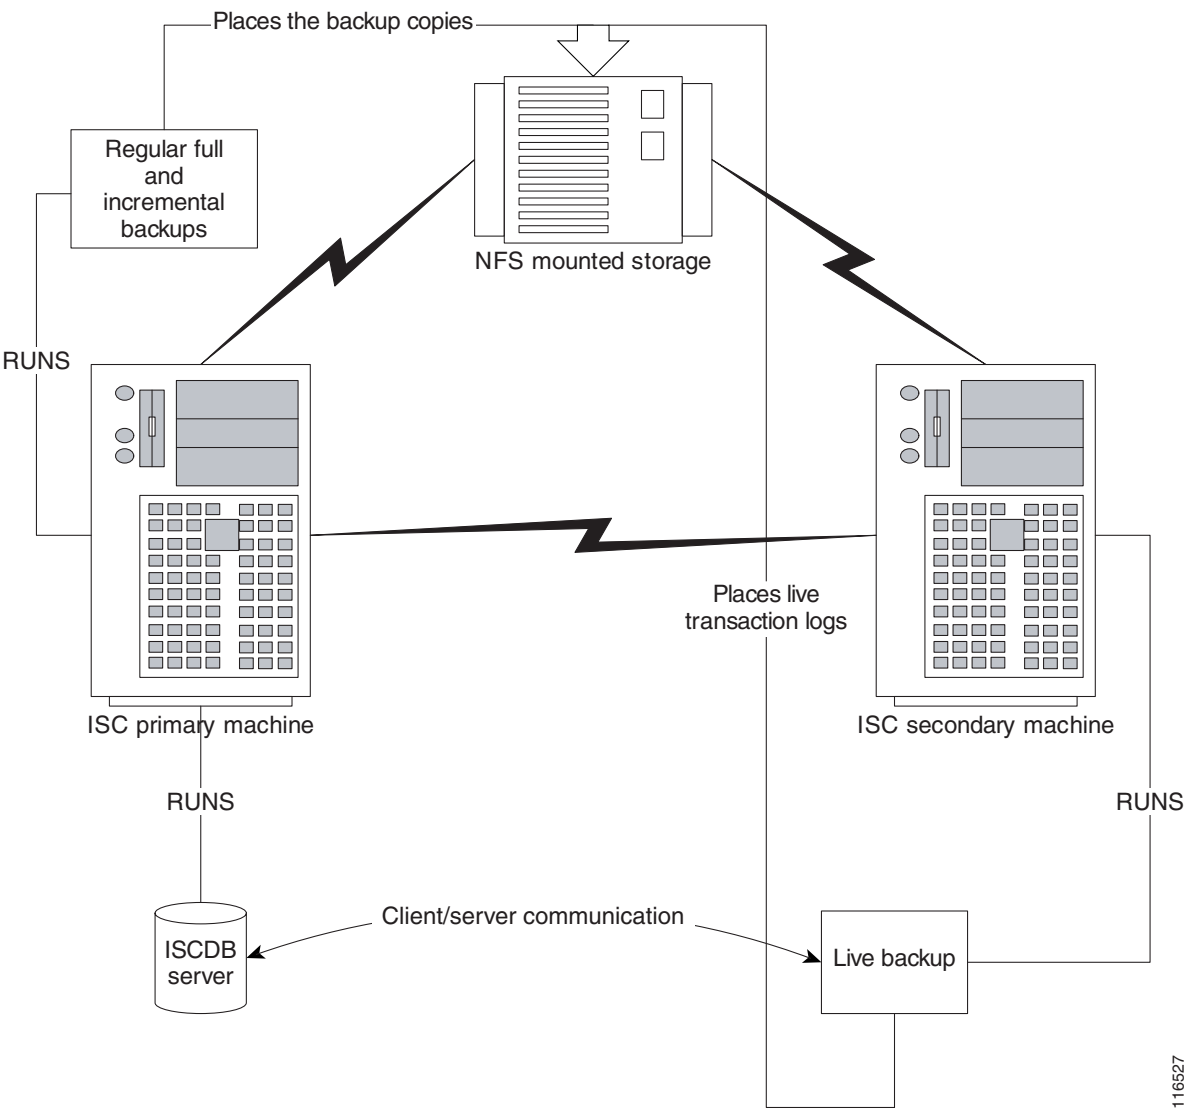 Places the backup copies
Regular full
and
incremental
backups
NFS mounted storage
RUNS
Places live
transaction logs
ISC primary machine
ISC secondary machine
RUNS
RUNS
Client/server communication
ISCDB
server
Live backup
116527